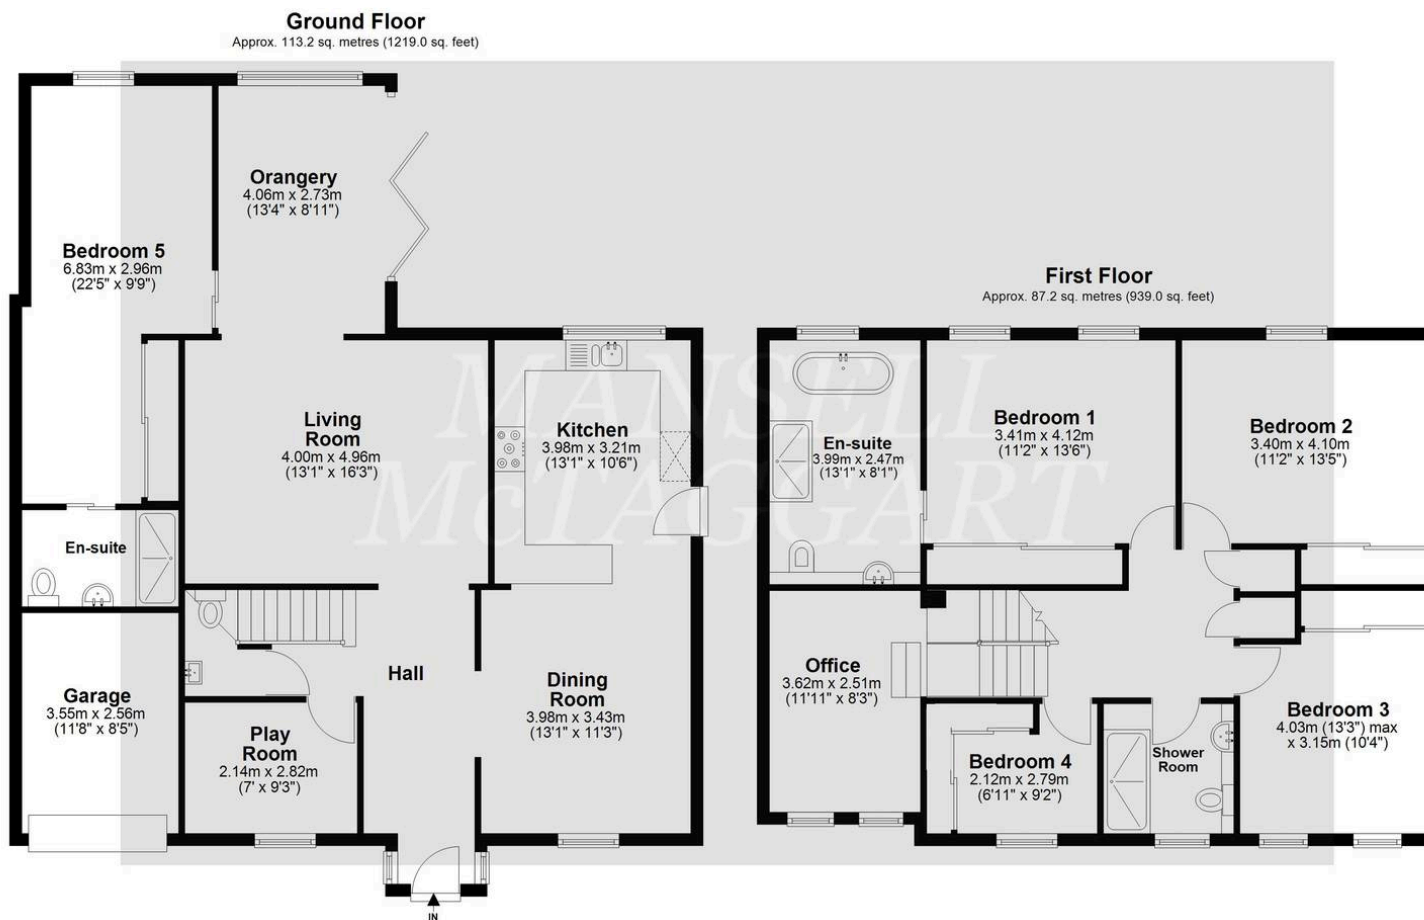 Ground Floor
Approx. 113.2 sq. metres (1219.0 sq. feet)
Orangery
4.06m x 2.73m
(13'4" x 8'11")
Bedroom 5
6.83m x 2.96m
(22'5" x 9'9")
Living
Room
4.00m x 4.96m
(13'1" x 16'3")
Kitchen
3.98m x 3.21m
(13'1" x 10'6")
En-suite
Garage
3.55m x 2.56m
(11'8" x 8'5")
Hall
Play
Room
2.14m x 2.82m
(7' x 9'3")
Dining
Room
3.98m x 3.43m
(13'1" x 11'3")
IN
First Floor
Approx. 87.2 sq. metres (939.0 sq. feet)
En-suite
3.99m x 2.47m
(13'1" x 8'1")
Bedroom 1
3.41m x 4.12m
(11'2" x 13'6")
Bedroom 2
3.40m x 4.10m
(11'2" x 13'5")
Office
3.62m x 2.51m
(11'11" x 8'3")
Bedroom 4
2.12m x 2.79m
(6'11" x 9'2")
Shower
Room
Bedroom 3
4.03m (13'3") max
x 3.15m (10'4")
MANSELL
McTAGGART